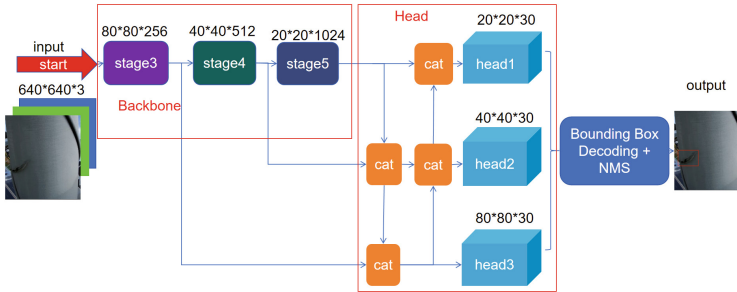 input
start
640*640*3
80*80*256
stage3
40*40*512
stage4
20*20*1024
stage5
Backbone
Head
cat
cat
cat
cat
20*20*30
head1
40*40*30
head2
80*80*30
head3
Bounding Box
Decoding +
NMS
output